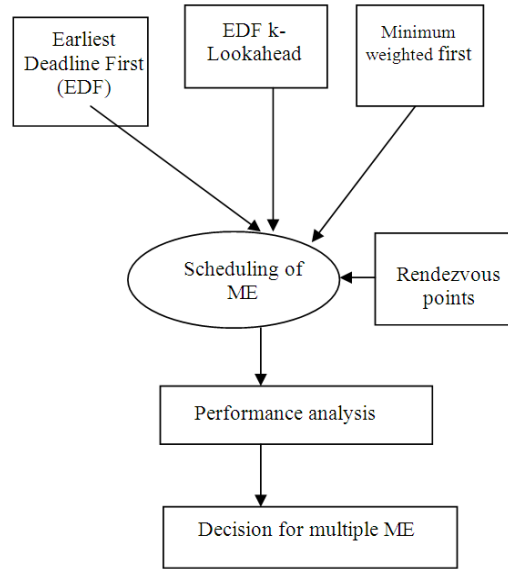 Earliest
Deadline First
(EDF)
EDF k-
Lookahead
Minimum
weighted first
Scheduling of
ME
Rendezvous
points
Performance analysis
Decision for multiple ME